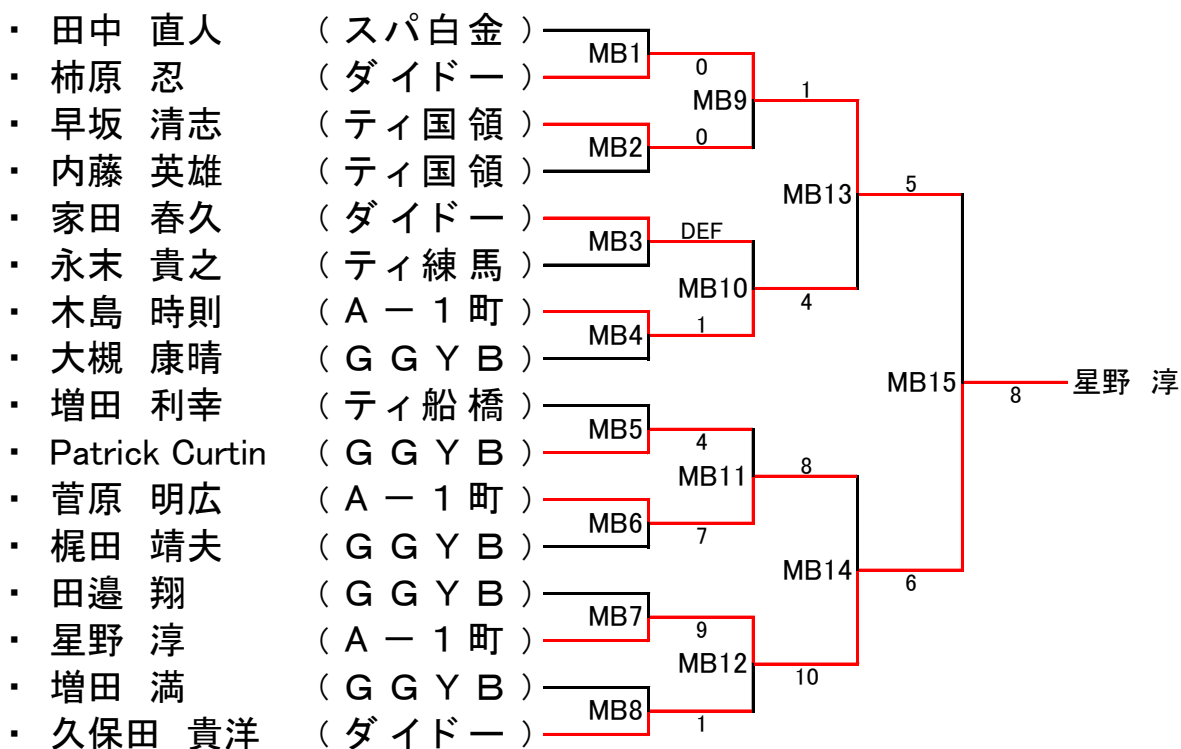 ・ 田中 直人 (スパ白金)
MB1
0
・ 柿原 忍 (ダイドー)
MB9
1
・ 早坂 清志 (ティ国領)
MB2
0
・ 内藤 英雄 (ティ国領)
MB13
5
・ 家田 春久 (ダイドー)
MB3
DEF
・ 永末 貴之 (ティ練馬)
MB10
4
・ 木島 時則 (A－1町)
MB4
1
・ 大槻 康晴 (GGYB)
MB15
8
星野 淳
・ 増田 利幸 (ティ船橋)
MB5
4
・ Patrick Curtin (GGYB)
MB11
8
・ 菅原 明広 (A－1町)
MB6
7
・ 梶田 靖夫 (GGYB)
MB14
6
・ 田邉 翔 (GGYB)
MB7
9
・ 星野 淳 (A－1町)
MB12
10
・ 増田 満 (GGYB)
MB8
1
・ 久保田 貴洋 (ダイドー)